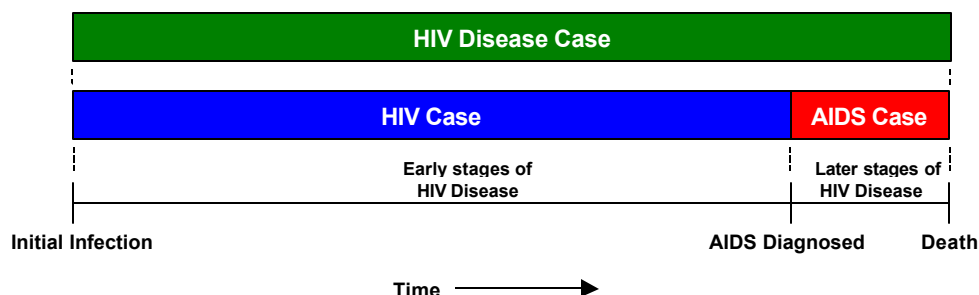 HIV Disease Case
HIV Case
AIDS Case
Early stages of
HIV Disease
Later stages of
HIV Disease
Initial Infection
AIDS Diagnosed
Death
Time